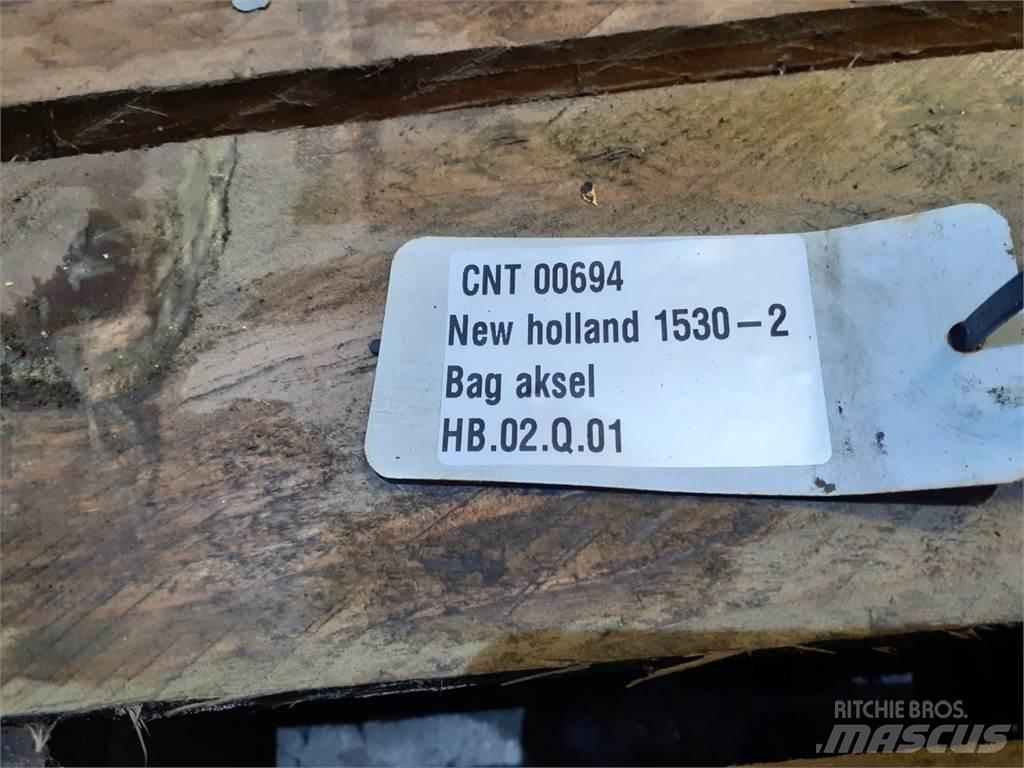 CNT 00694
New holland 1530-2
Bag aksel
HB.02.Q.01
RITCHIE BROS.
MASCUS